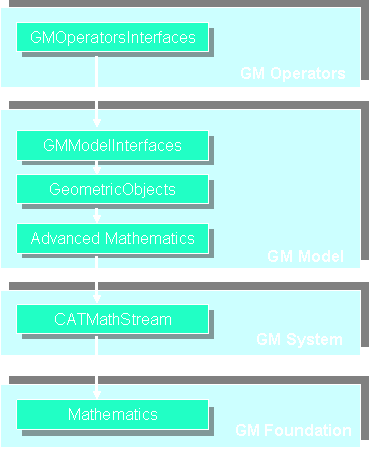 GMOperatorsInterfaces
GM Operators
GMModelInterfaces
GeometricObjects
Advanced Mathematics
GM Model
CATMathStream
GM System
Mathematics
GM Foundation